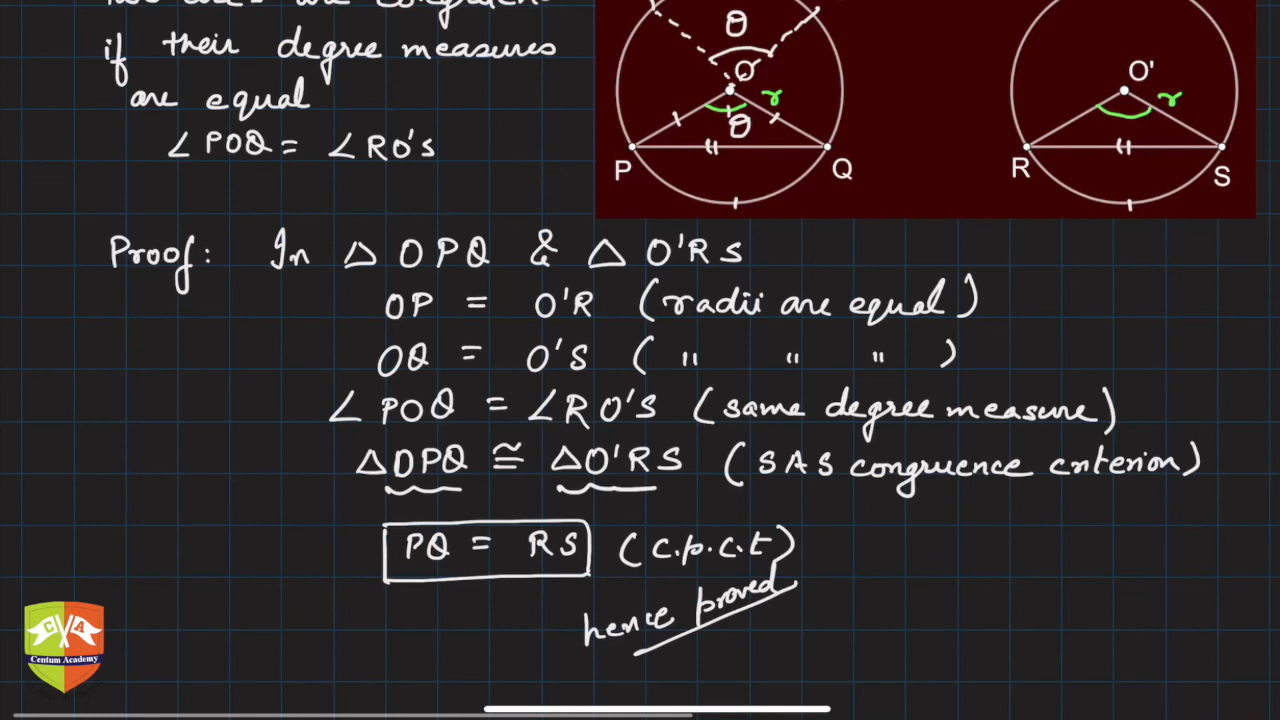 if their degree measures
are equal
∠POQ = ∠RO's
θ
O
r
θ
P
Q
O'
r
R
S
Proof: In △ OPQ & △ O'RS
OP = O'R (radii are equal)
OQ = O'S ( " " " )
∠POQ = ∠RO'S (same degree measure)
△OPQ ≅ △O'RS (SAS congruence criterion)
PQ = RS (c.p.c.t)
hence proved
C A
Centum Academy